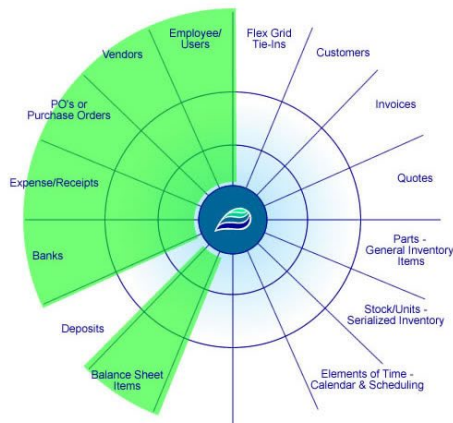 Employee/
Users
Flex Grid
Tie-Ins
Vendors
Customers
PO's or
Purchase Orders
Invoices
Expense/Receipts
Quotes
Banks
Parts -
General Inventory
Items
Deposits
Stock/Units -
Serialized Inventory
Balance Sheet
Items
Elements of Time -
Calendar & Scheduling